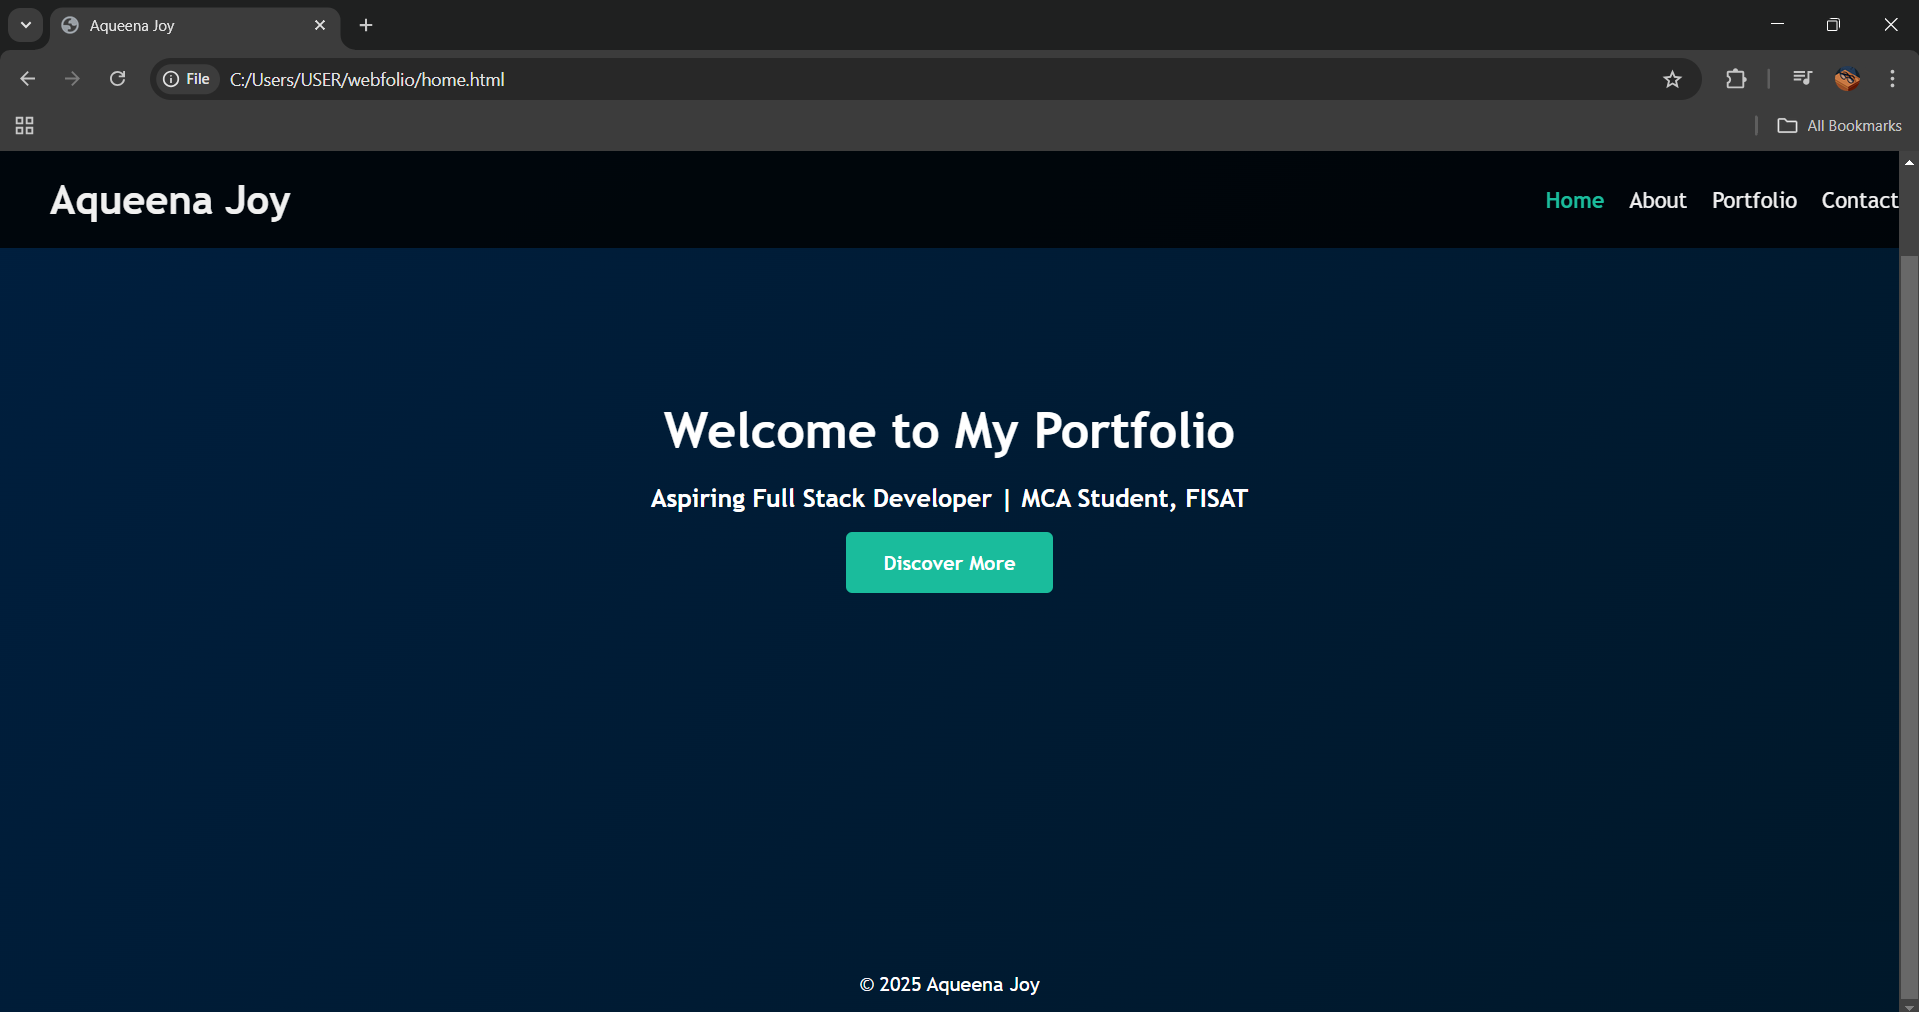 Aqueena Joy
File C:/Users/USER/webfolio/home.html
All Bookmarks
Aqueena Joy
Home About Portfolio Contact
Welcome to My Portfolio
Aspiring Full Stack Developer | MCA Student, FISAT
Discover More
© 2025 Aqueena Joy